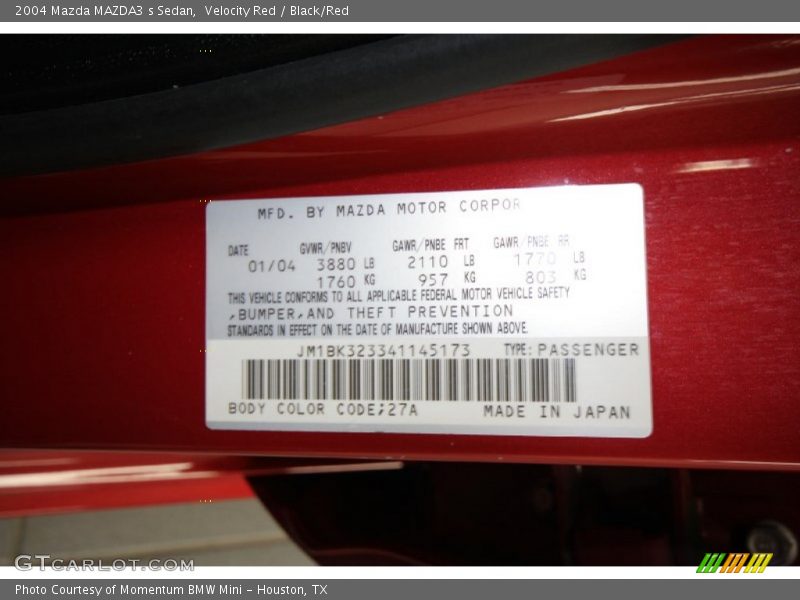 2004 Mazda MAZDA3 s Sedan, Velocity Red / Black/Red
MFD. BY MAZDA MOTOR CORPOR
DATE GVWR/PNBV GAWR/PNBE FRT GAWR/PNBE RR
01/04 3880 LB 2110 LB 1770 LB
1760 KG 957 KG 803 KG
THIS VEHICLE CONFORMS TO ALL APPLICABLE FEDERAL MOTOR VEHICLE SAFETY
,BUMPER,AND THEFT PREVENTION
STANDARDS IN EFFECT ON THE DATE OF MANUFACTURE SHOWN ABOVE.
JM1BK323341145173 TYPE: PASSENGER
BODY COLOR CODE;27A MADE IN JAPAN
GTCARLOT.COM
Photo Courtesy of Momentum BMW Mini - Houston, TX